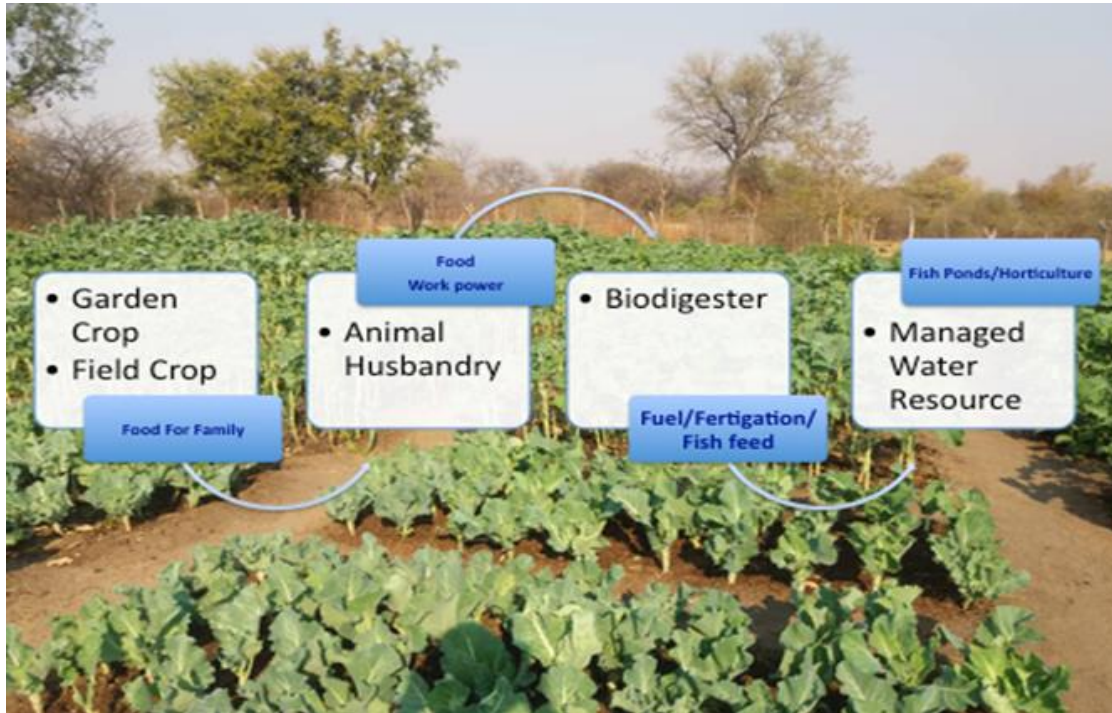 • Garden
Crop
• Field Crop
Food For Family
Food
Work power
• Animal
Husbandry
• Biodigester
Fuel/Fertigation/
Fish feed
Fish Ponds/Horticulture
• Managed
Water
Resource